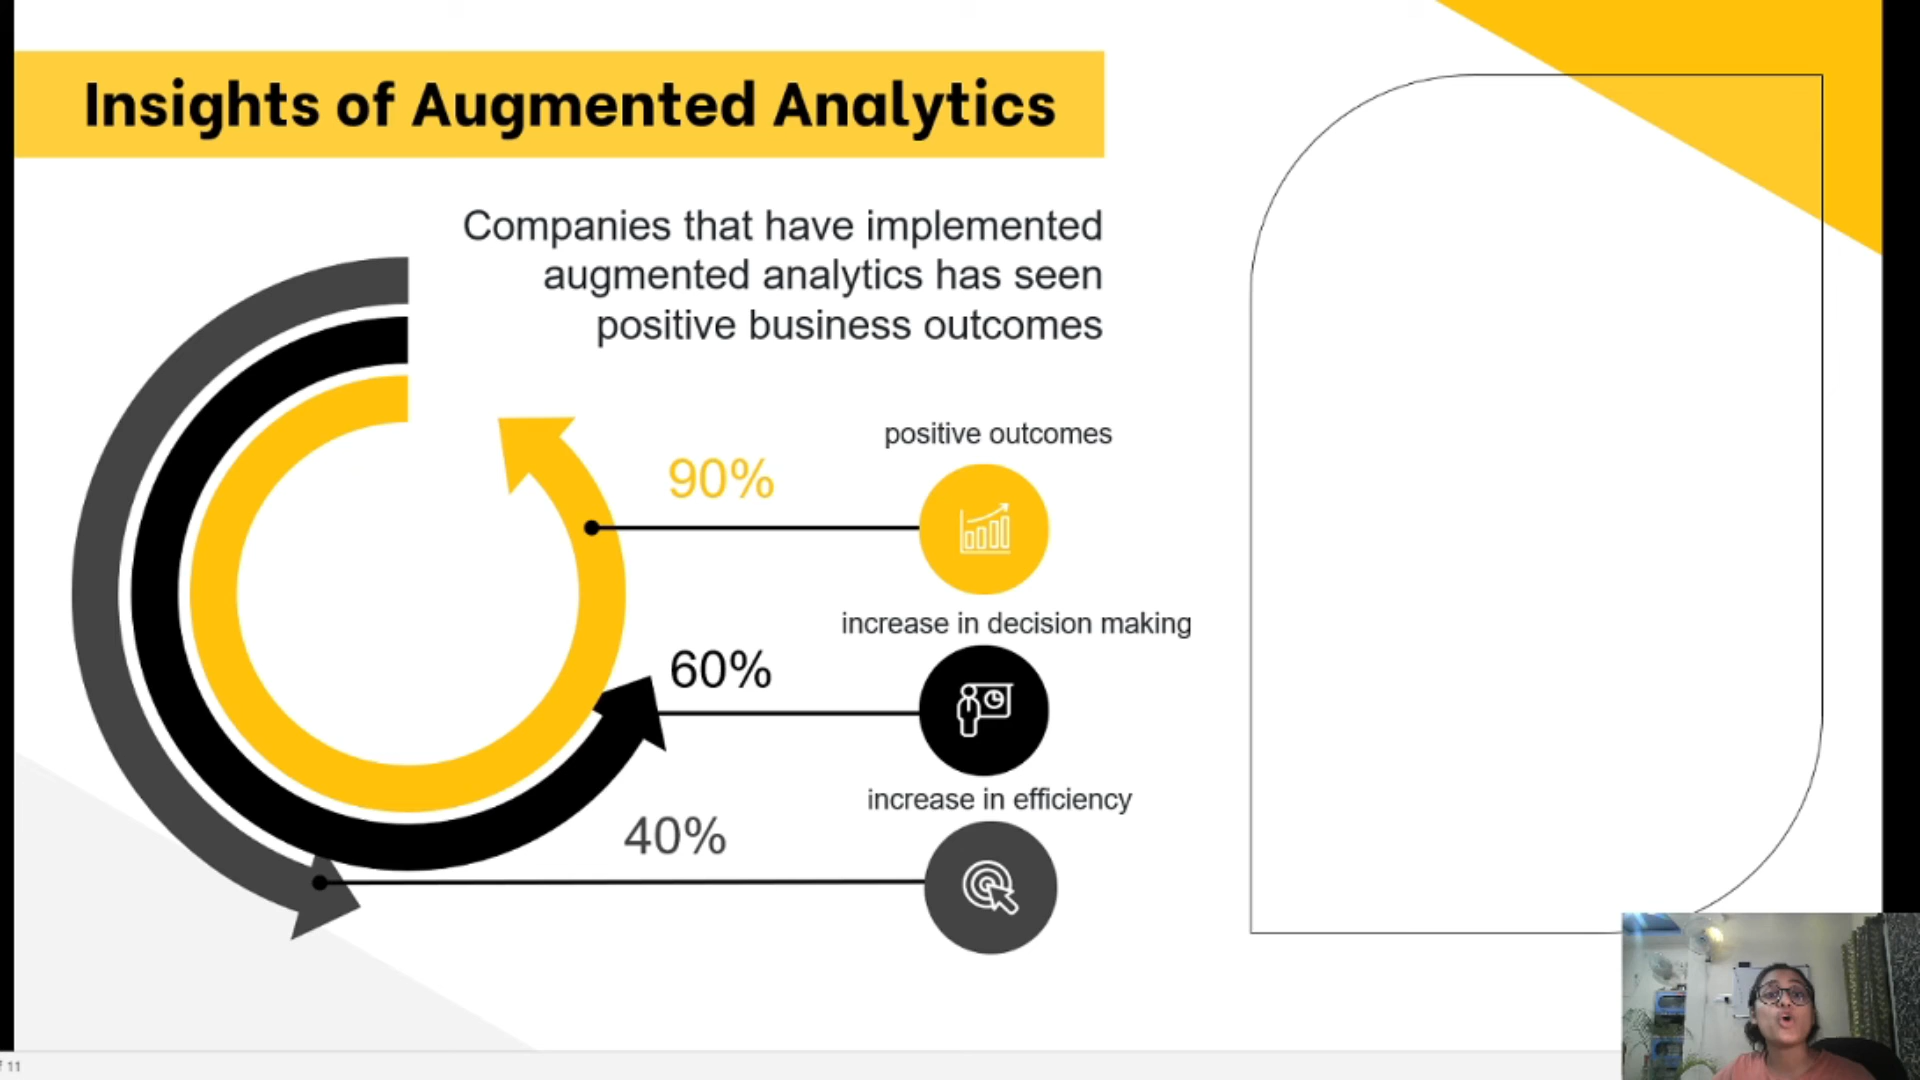 Insights of Augmented Analytics
Companies that have implemented
augmented analytics has seen
positive business outcomes
positive outcomes
90%
increase in decision making
60%
increase in efficiency
40%
11